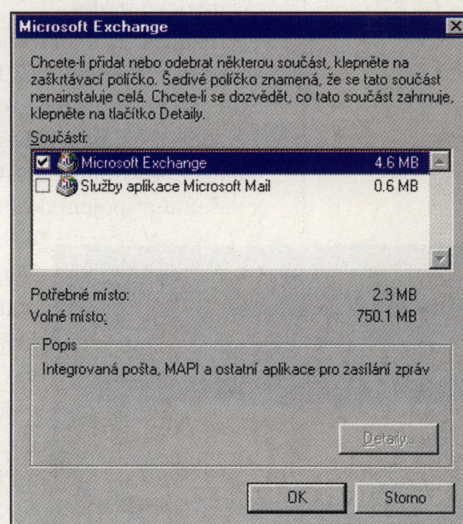 Microsoft Exchange
Chcete-li přidat nebo odebrat některou součást, klepněte na
zaškrtávací políčko. Šedivé políčko znamená, že se tato součást
nenainstaluje celá. Chcete-li se dozvědět, co tato součást zahrnuje,
klepněte na tlačítko Detaily.
Součásti:
Microsoft Exchange 4.6 MB
Služby aplikace Microsoft Mail 0.6 MB
Potřebné místo: 2.3 MB
Volné místo: 750.1 MB
Popis
Integrovaná pošta, MAPI a ostatní aplikace pro zasílání zpráv
Detaily...
OK Storno